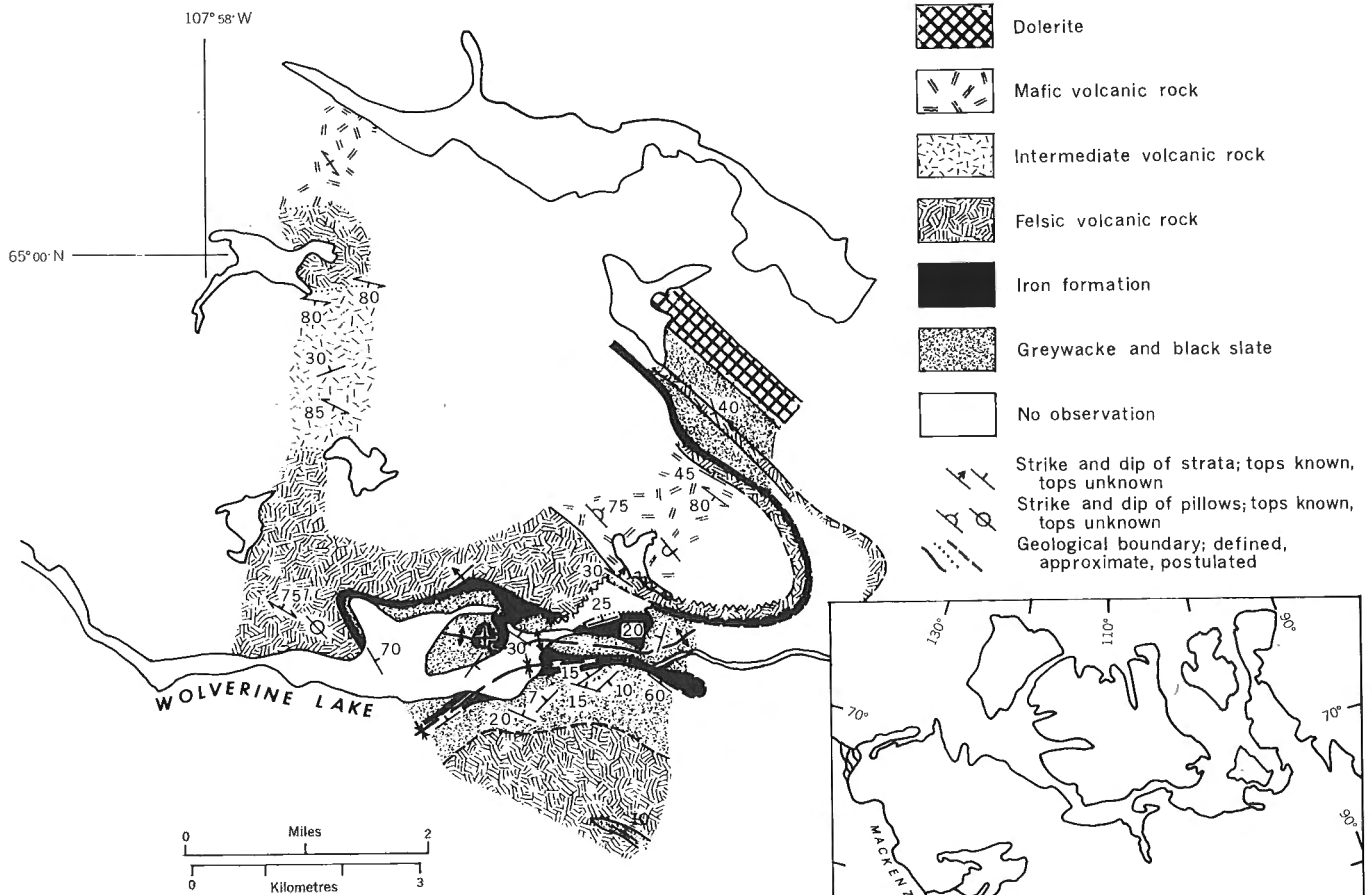 107° 58' W
65° 00' N
80
80
30
85
40
45
75
80
30
25
75
20
70
30
15
7
15
10
60
20
10
WOLVERINE LAKE
0 Miles 2
0 Kilometres 3
Dolerite
Mafic volcanic rock
Intermediate volcanic rock
Felsic volcanic rock
Iron formation
Greywacke and black slate
No observation
Strike and dip of strata; tops known,
tops unknown
Strike and dip of pillows; tops known,
tops unknown
Geological boundary; defined,
approximate, postulated
130°
110°
90°
70°
70°
90°